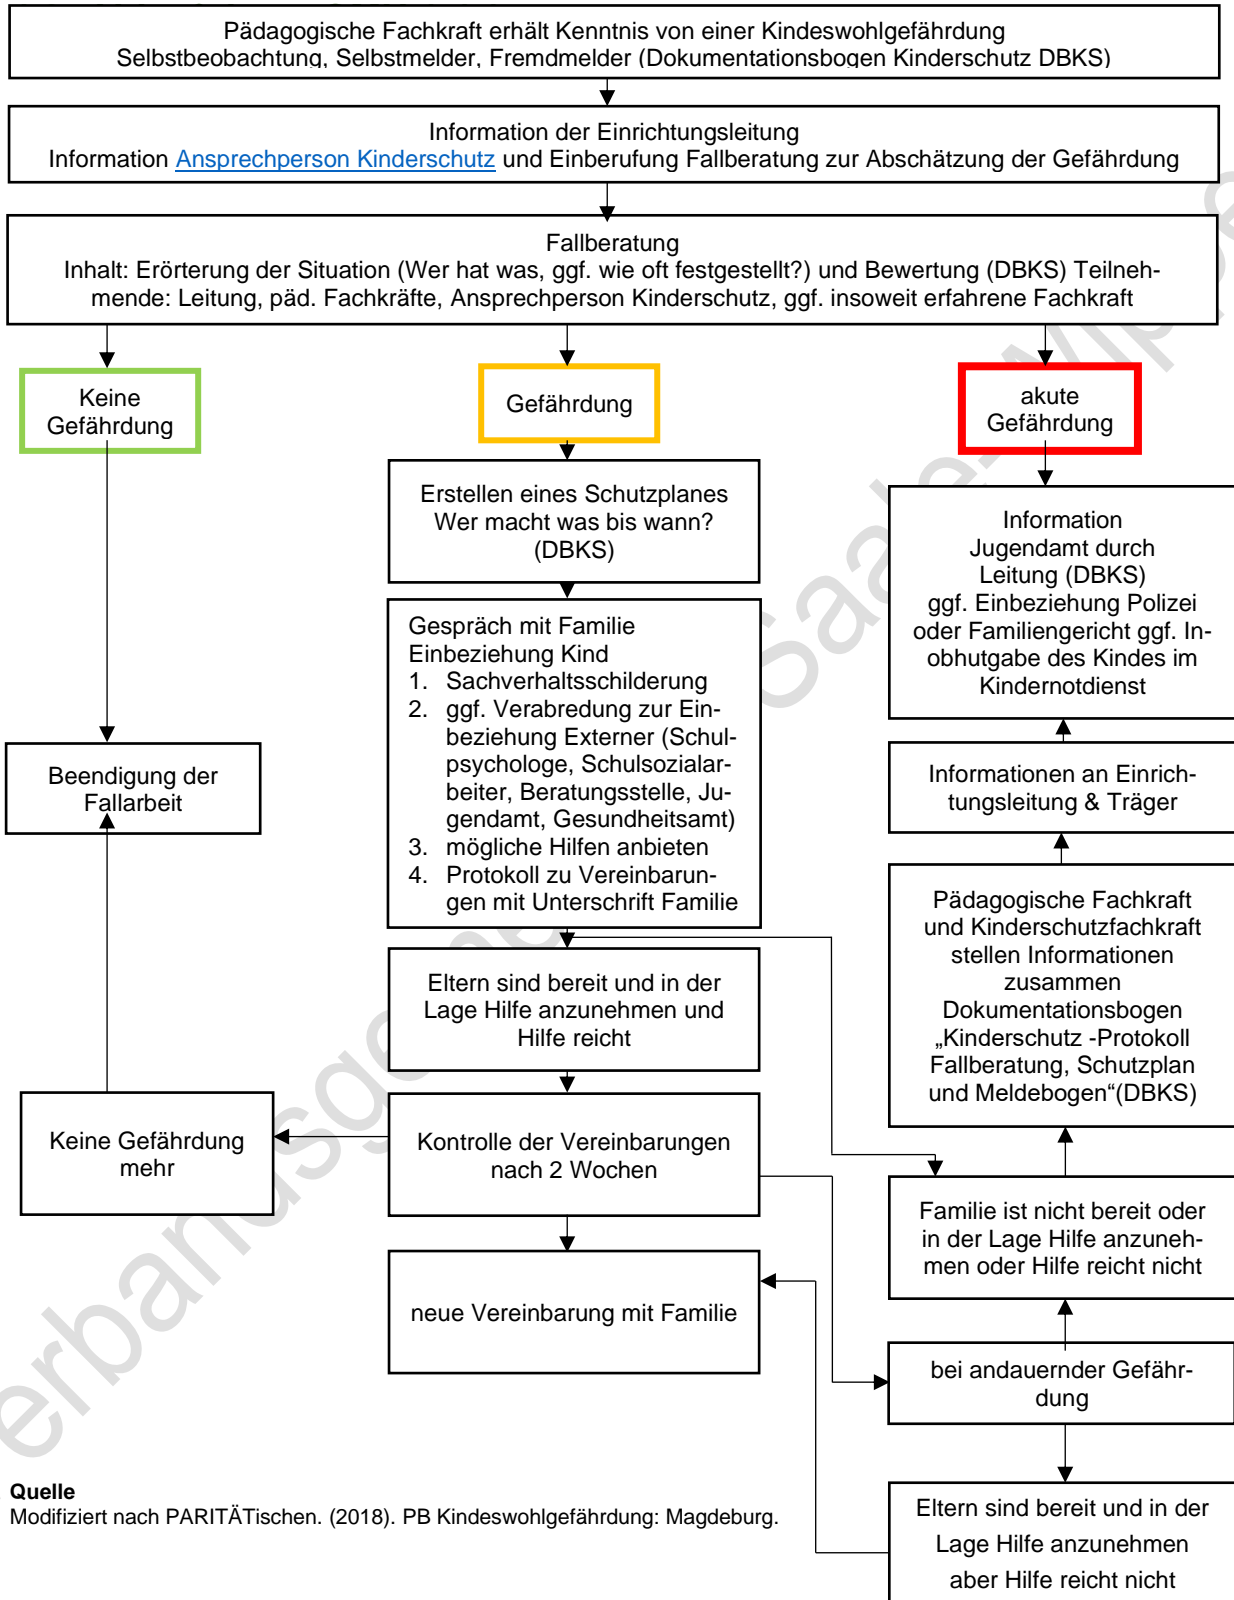 Pädagogische Fachkraft erhält Kenntnis von einer Kindeswohlgefährdung
Selbstbeobachtung, Selbstmelder, Fremdmelder (Dokumentationsbogen Kinderschutz DBKS)
Information der Einrichtungsleitung
Information Ansprechperson Kinderschutz und Einberufung Fallberatung zur Abschätzung der Gefährdung
Fallberatung
Inhalt: Erörterung der Situation (Wer hat was, ggf. wie oft festgestellt?) und Bewertung (DBKS) Teilneh-
mende: Leitung, päd. Fachkräfte, Ansprechperson Kinderschutz, ggf. insoweit erfahrene Fachkraft
Keine
Gefährdung
Gefährdung
akute
Gefährdung
Erstellen eines Schutzplanes
Wer macht was bis wann?
(DBKS)
Information
Jugendamt durch
Leitung (DBKS)
ggf. Einbeziehung Polizei
oder Familiengericht ggf. In-
obhutgabe des Kindes im
Kindernotdienst
Gespräch mit Familie
Einbeziehung Kind
1. Sachverhaltsschilderung
2. ggf. Verabredung zur Ein-
beziehung Externer (Schul-
psychologe, Schulsozialar-
beiter, Beratungsstelle, Ju-
gendamt, Gesundheitsamt)
3. mögliche Hilfen anbieten
4. Protokoll zu Vereinbarun-
gen mit Unterschrift Familie
Beendigung der
Fallarbeit
Informationen an Einrich-
tungsleitung & Träger
Pädagogische Fachkraft
und Kinderschutzfachkraft
stellen Informationen
zusammen
Dokumentationsbogen
„Kinderschutz -Protokoll
Fallberatung, Schutzplan
und Meldebogen“(DBKS)
Eltern sind bereit und in der
Lage Hilfe anzunehmen und
Hilfe reicht
Keine Gefährdung
mehr
Kontrolle der Vereinbarungen
nach 2 Wochen
Familie ist nicht bereit oder
in der Lage Hilfe anzuneh-
men oder Hilfe reicht nicht
neue Vereinbarung mit Familie
bei andauernder Gefähr-
dung
Eltern sind bereit und in der
Lage Hilfe anzunehmen
aber Hilfe reicht nicht
Quelle
Modifiziert nach PARITÄTischen. (2018). PB Kindeswohlgefährdung: Magdeburg.